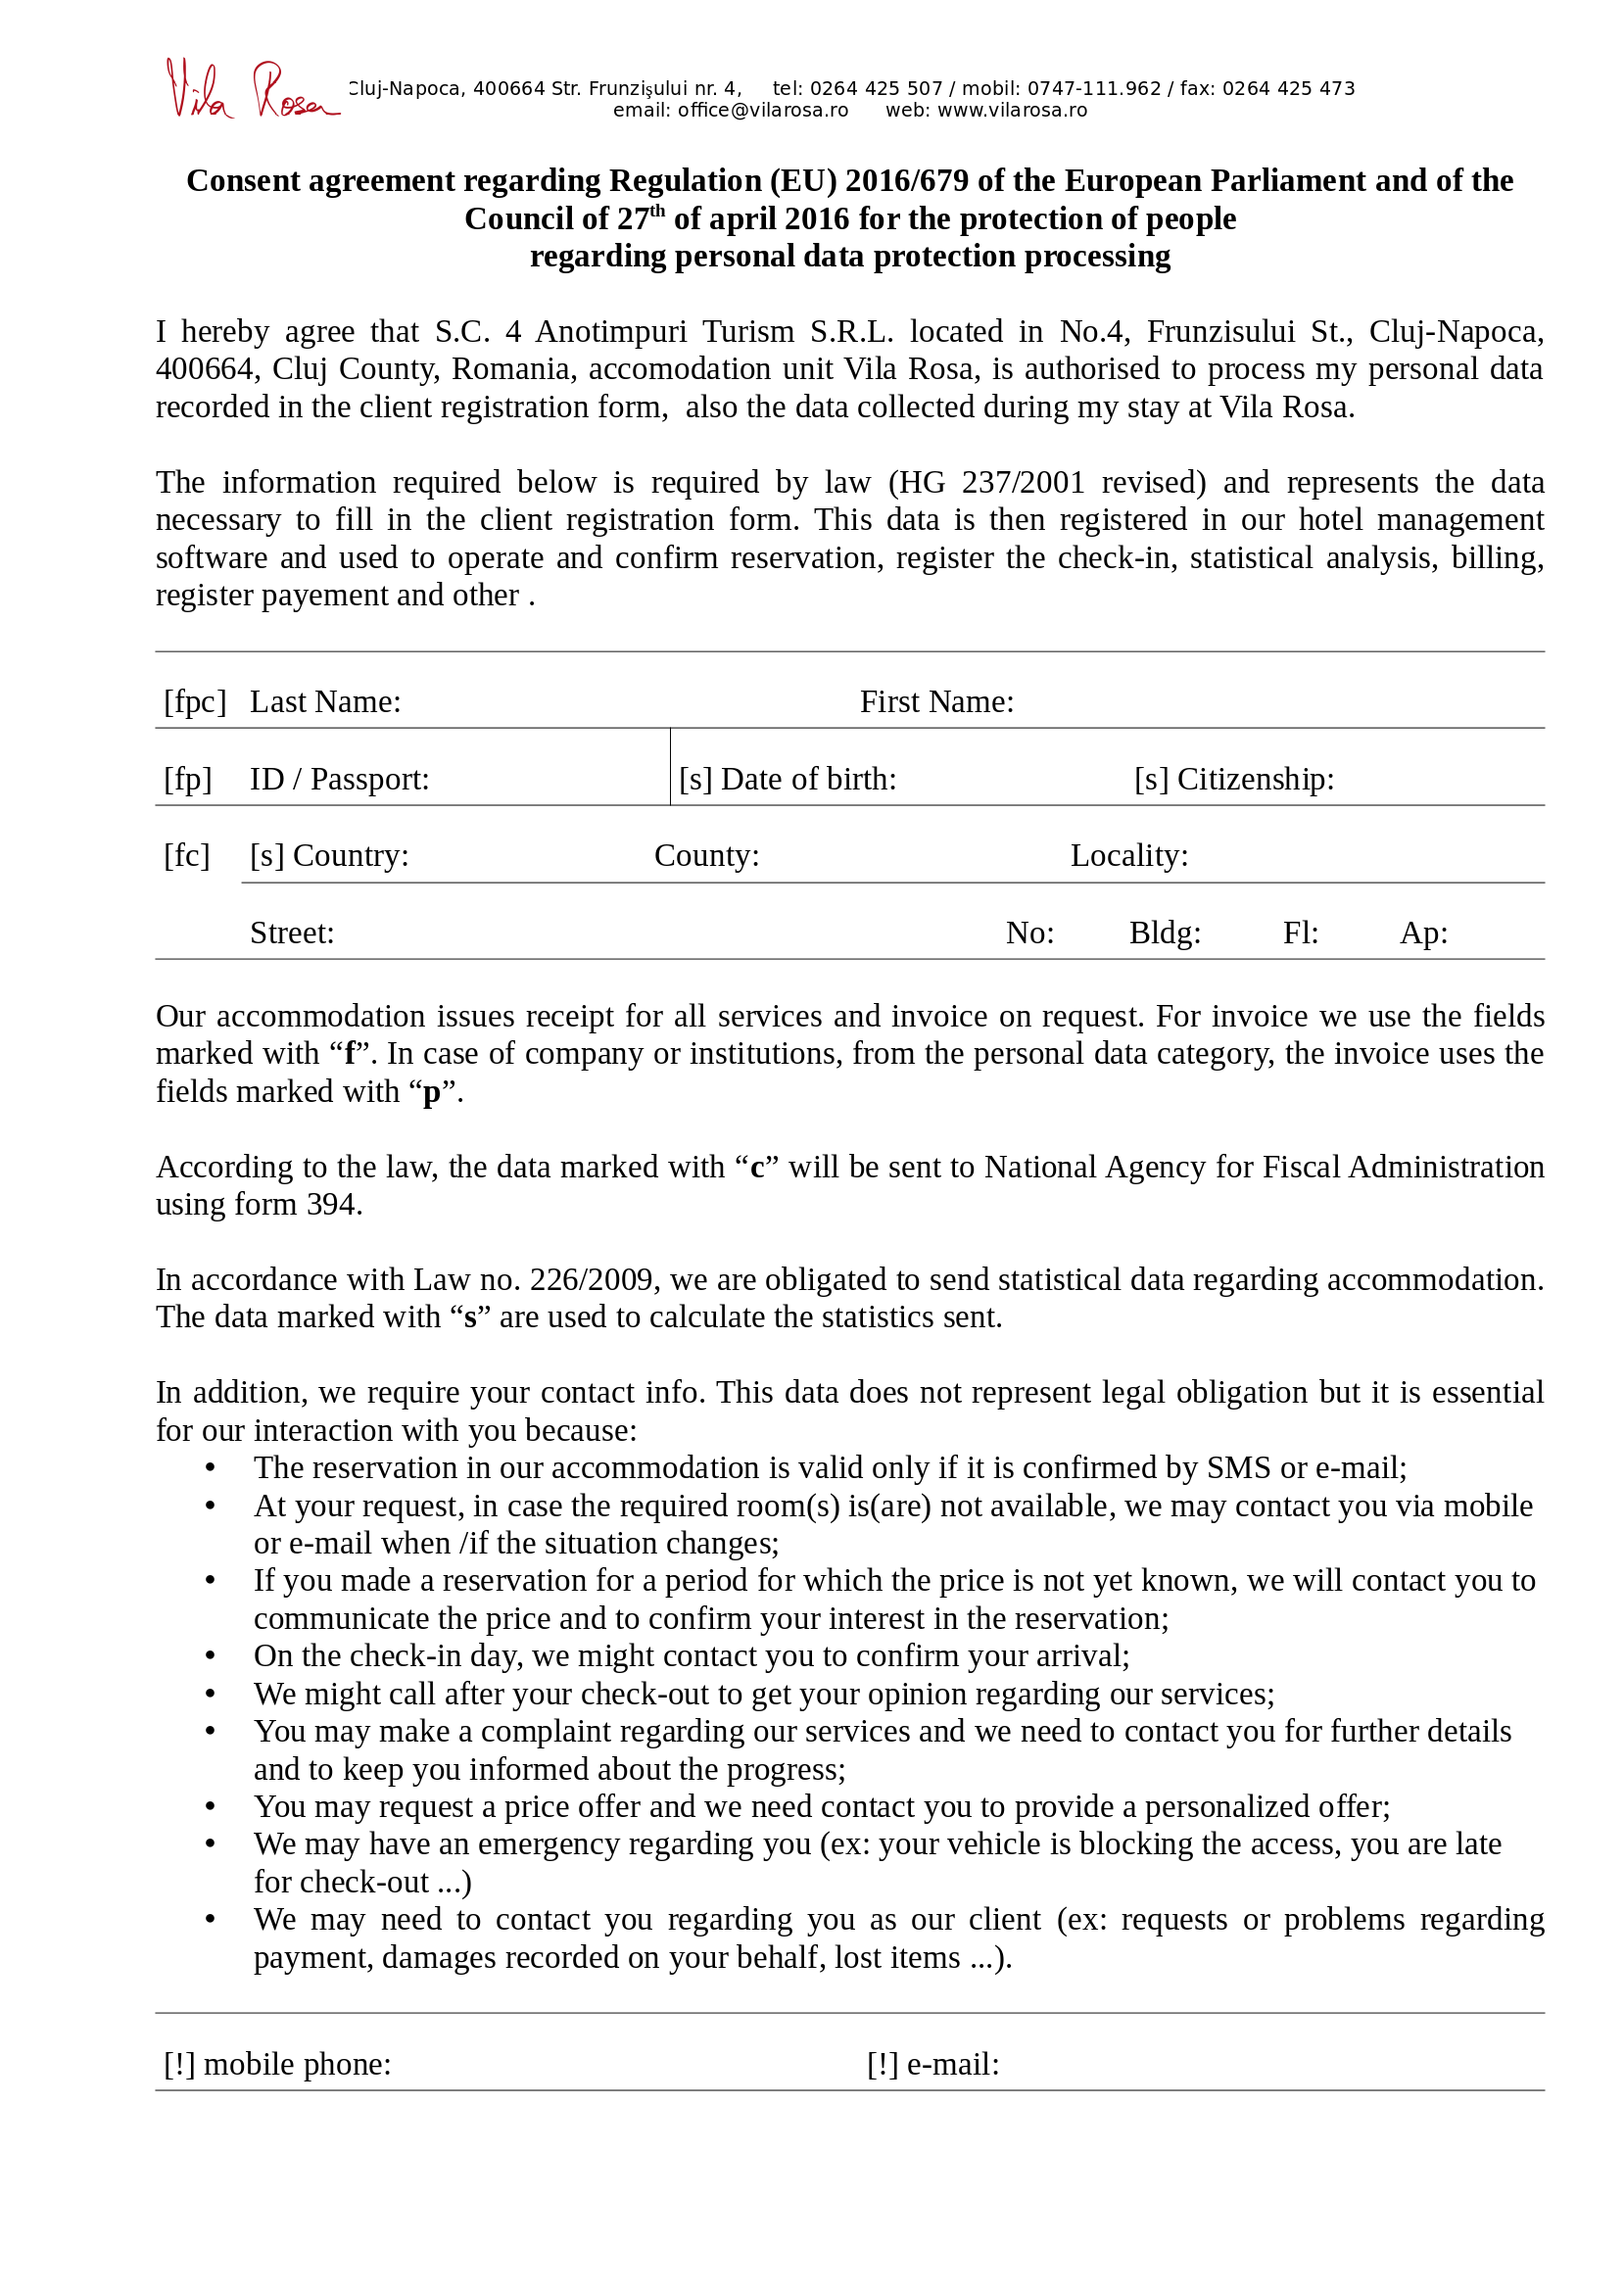 Vila Rosa
Cluj-Napoca, 400664 Str. Frunzişului nr. 4, tel: 0264 425 507 / mobil: 0747-111.962 / fax: 0264 425 473
email: office@vilarosa.ro web: www.vilarosa.ro
Consent agreement regarding Regulation (EU) 2016/679 of the European Parliament and of the
Council of 27th of april 2016 for the protection of people
regarding personal data protection processing
I hereby agree that S.C. 4 Anotimpuri Turism S.R.L. located in No.4, Frunzisului St., Cluj-Napoca,
400664, Cluj County, Romania, accomodation unit Vila Rosa, is authorised to process my personal data
recorded in the client registration form, also the data collected during my stay at Vila Rosa.
The information required below is required by law (HG 237/2001 revised) and represents the data
necessary to fill in the client registration form. This data is then registered in our hotel management
software and used to operate and confirm reservation, register the check-in, statistical analysis, billing,
register payement and other .
[fpc] Last Name: First Name:
[fp] ID / Passport: [s] Date of birth: [s] Citizenship:
[fc] [s] Country: County: Locality:
Street: No: Bldg: Fl: Ap:
Our accommodation issues receipt for all services and invoice on request. For invoice we use the fields
marked with “f”. In case of company or institutions, from the personal data category, the invoice uses the
fields marked with “p”.
According to the law, the data marked with “c” will be sent to National Agency for Fiscal Administration
using form 394.
In accordance with Law no. 226/2009, we are obligated to send statistical data regarding accommodation.
The data marked with “s” are used to calculate the statistics sent.
In addition, we require your contact info. This data does not represent legal obligation but it is essential
for our interaction with you because:
• The reservation in our accommodation is valid only if it is confirmed by SMS or e-mail;
• At your request, in case the required room(s) is(are) not available, we may contact you via mobile
or e-mail when /if the situation changes;
• If you made a reservation for a period for which the price is not yet known, we will contact you to
communicate the price and to confirm your interest in the reservation;
• On the check-in day, we might contact you to confirm your arrival;
• We might call after your check-out to get your opinion regarding our services;
• You may make a complaint regarding our services and we need to contact you for further details
and to keep you informed about the progress;
• You may request a price offer and we need contact you to provide a personalized offer;
• We may have an emergency regarding you (ex: your vehicle is blocking the access, you are late
for check-out ...)
• We may need to contact you regarding you as our client (ex: requests or problems regarding
payment, damages recorded on your behalf, lost items ...).
[!] mobile phone: [!] e-mail: